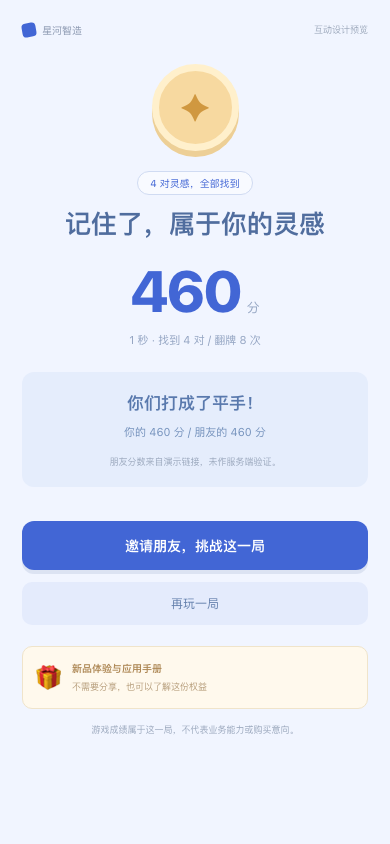 星河智造
互动设计预览
4 对灵感，全部找到
记住了，属于你的灵感
460 分
1 秒 · 找到 4 对 / 翻牌 8 次
你们打成了平手！
你的 460 分 / 朋友的 460 分
朋友分数来自演示链接，未作服务端验证。
邀请朋友，挑战这一局
再玩一局
新品体验与应用手册
不需要分享，也可以了解这份权益
游戏成绩属于这一局，不代表业务能力或购买意向。